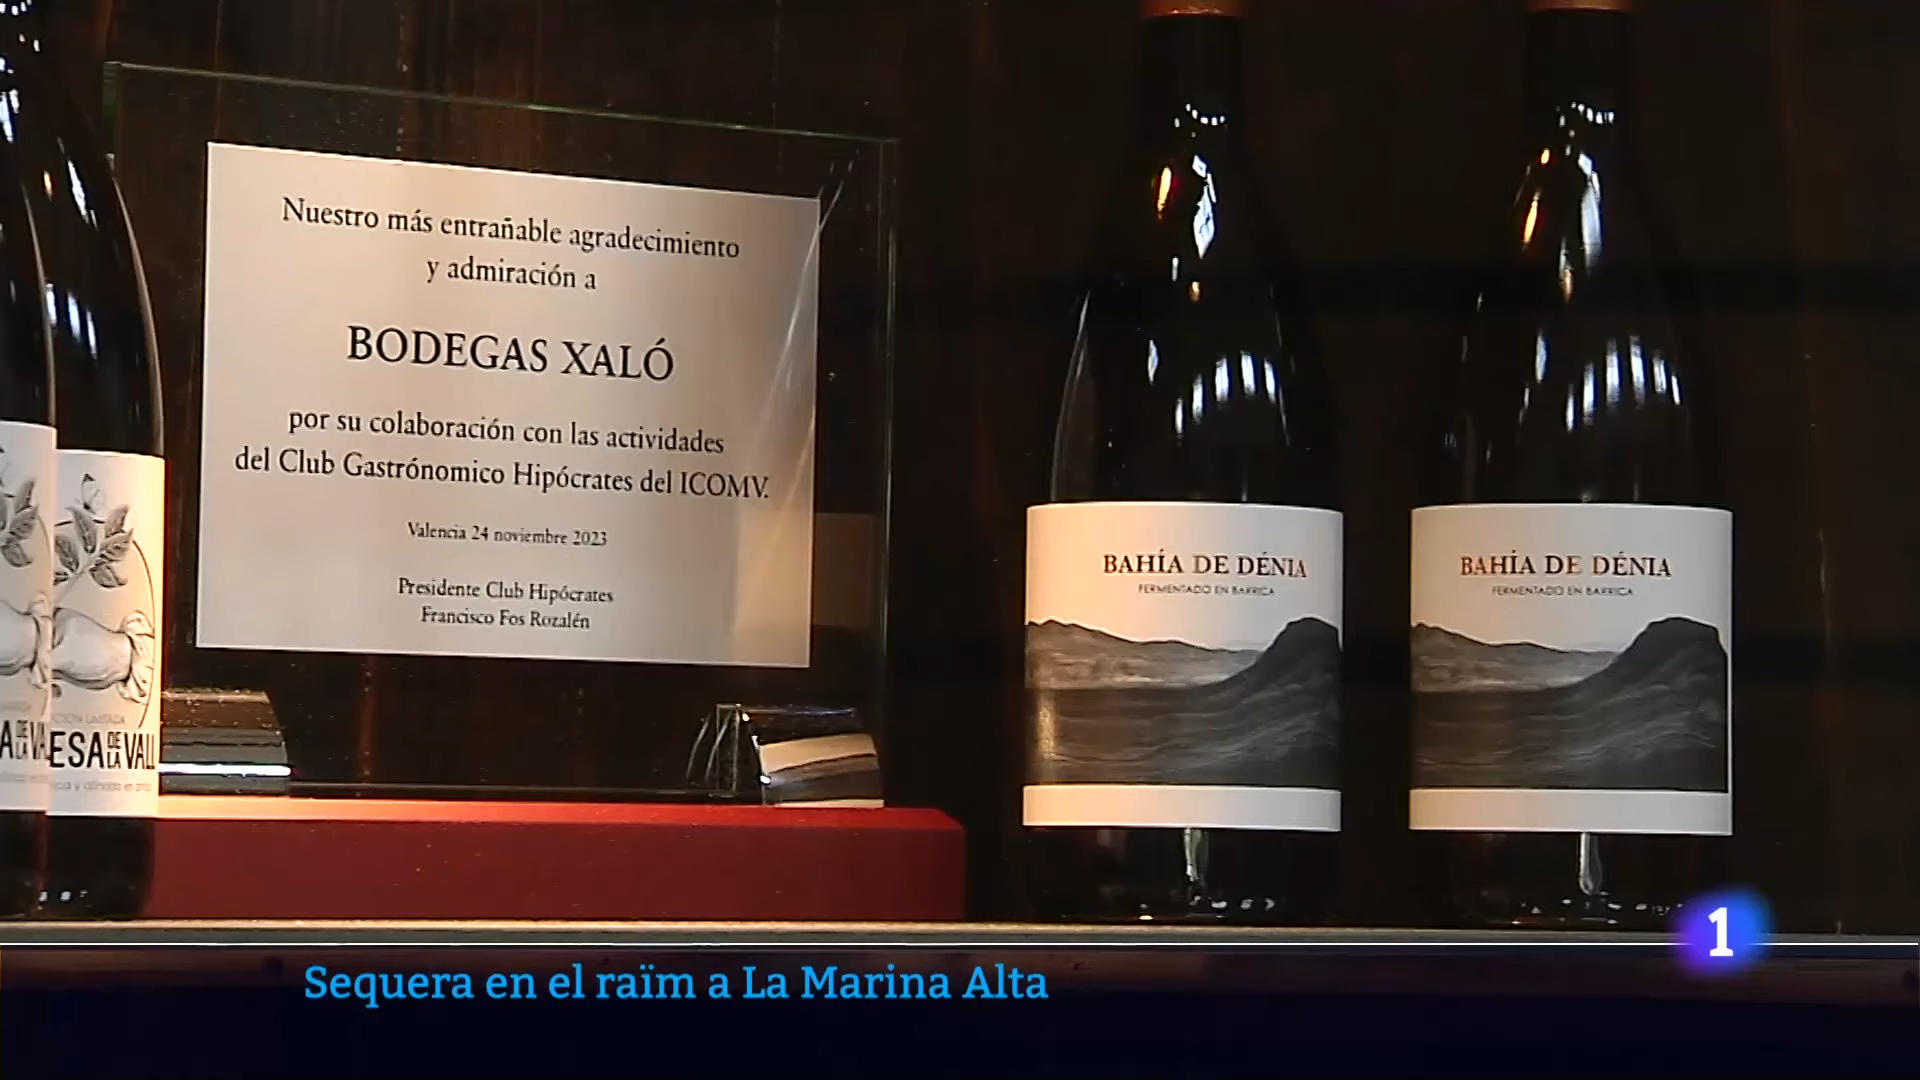 Nuestro más entrañable agradecimiento
y admiración a
BODEGAS XALÓ
por su colaboración con las actividades
del Club Gastrónomico Hipócrates del ICOMV.
Valencia 24 noviembre 2023
Presidente Club Hipócrates
Francisco Fos Rozalén
BAHÍA DE DÉNIA
FERMENTADO EN BARRICA
BAHÍA DE DÉNIA
FERMENTADO EN BARRICA
ESA DE LA VALL
1
Sequera en el raïm a La Marina Alta